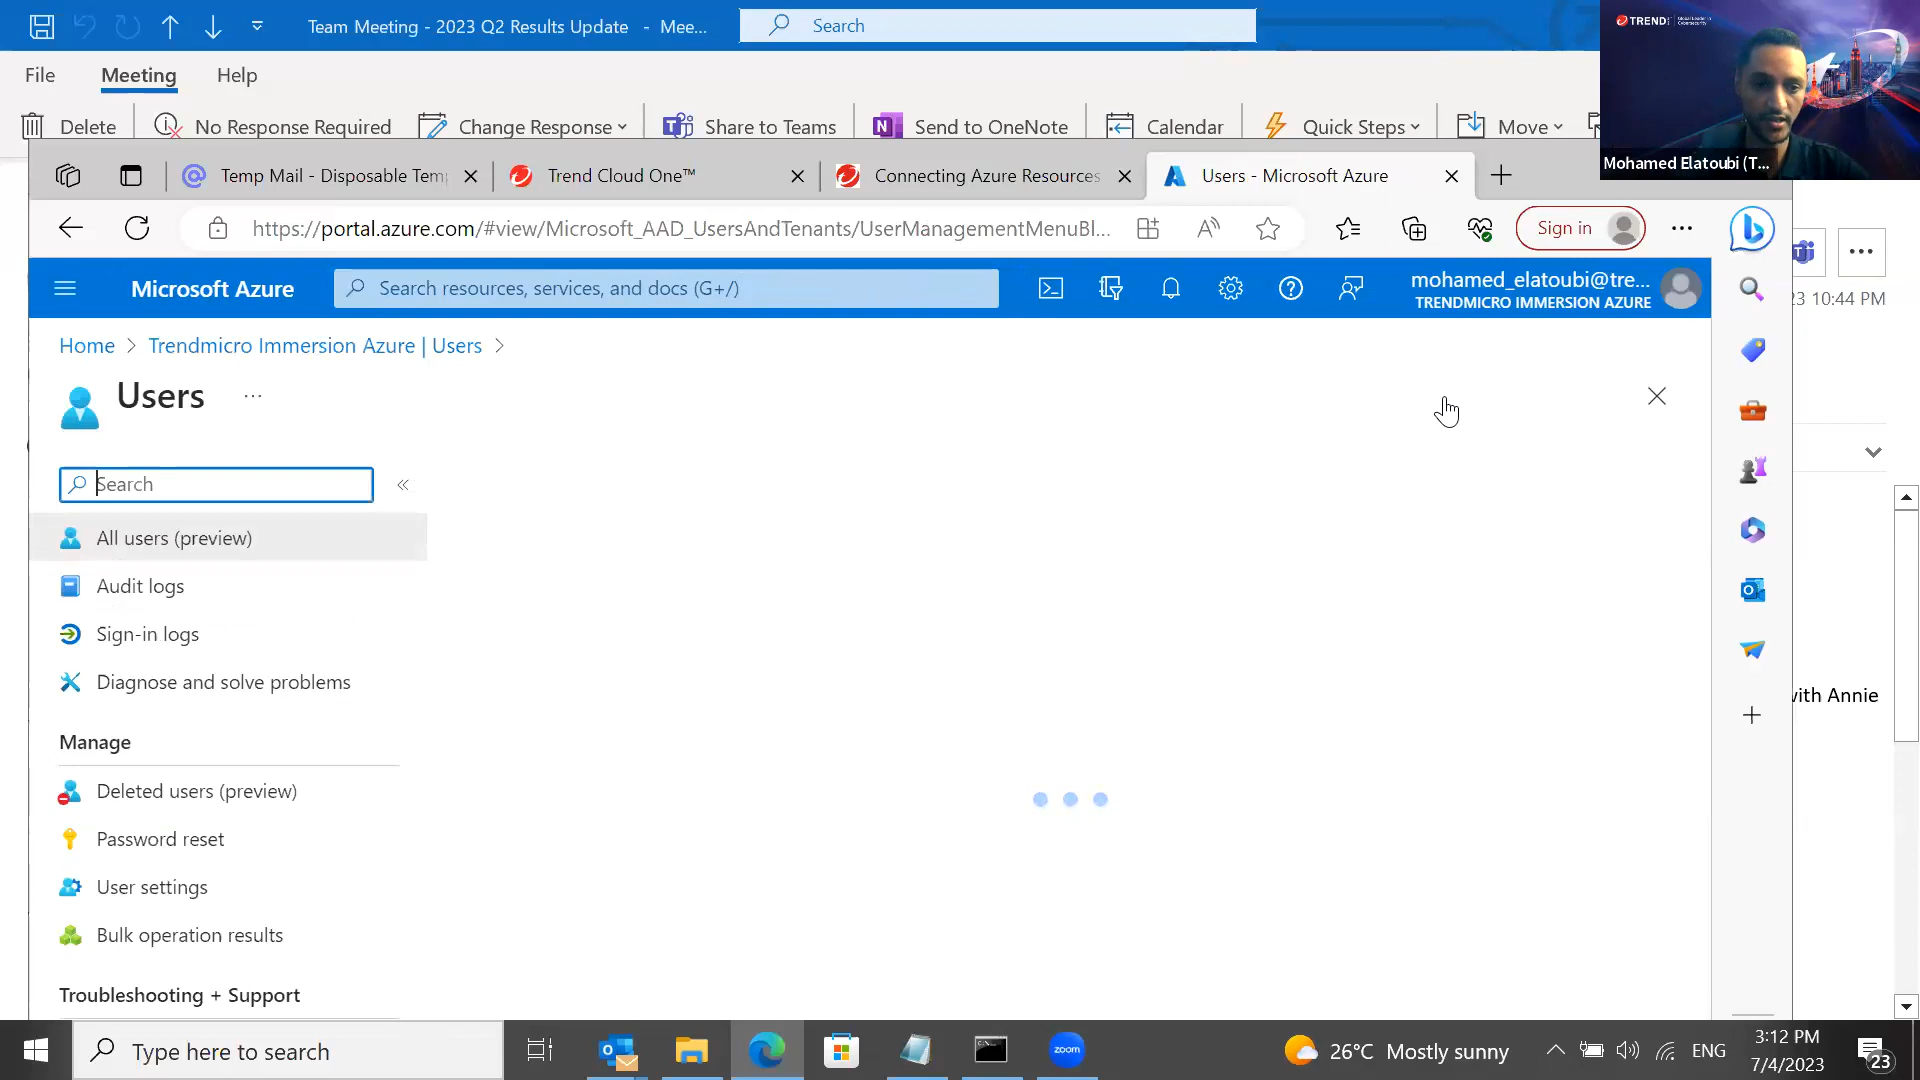 Team Meeting - 2023 Q2 Results Update - Mee...
Search
TREND
Mohamed Elatoubi (T...
File
Meeting
Help
Delete
No Response Required
Change Response
Share to Teams
Send to OneNote
Calendar
Quick Steps
Move
Temp Mail - Disposable Tem
Trend Cloud One™
Connecting Azure Resources
Users - Microsoft Azure
https://portal.azure.com/#view/Microsoft_AAD_UsersAndTenants/UserManagementMenuBl...
Sign in
Microsoft Azure
Search resources, services, and docs (G+/)
mohamed_elatoubi@tre...
TRENDMICRO IMMERSION AZURE
23 10:44 PM
Home > Trendmicro Immersion Azure | Users >
Users
...
Search
«
All users (preview)
Audit logs
Sign-in logs
Diagnose and solve problems
with Annie
Manage
Deleted users (preview)
Password reset
User settings
Bulk operation results
Troubleshooting + Support
Type here to search
zoom
26°C Mostly sunny
ENG
3:12 PM
7/4/2023
23